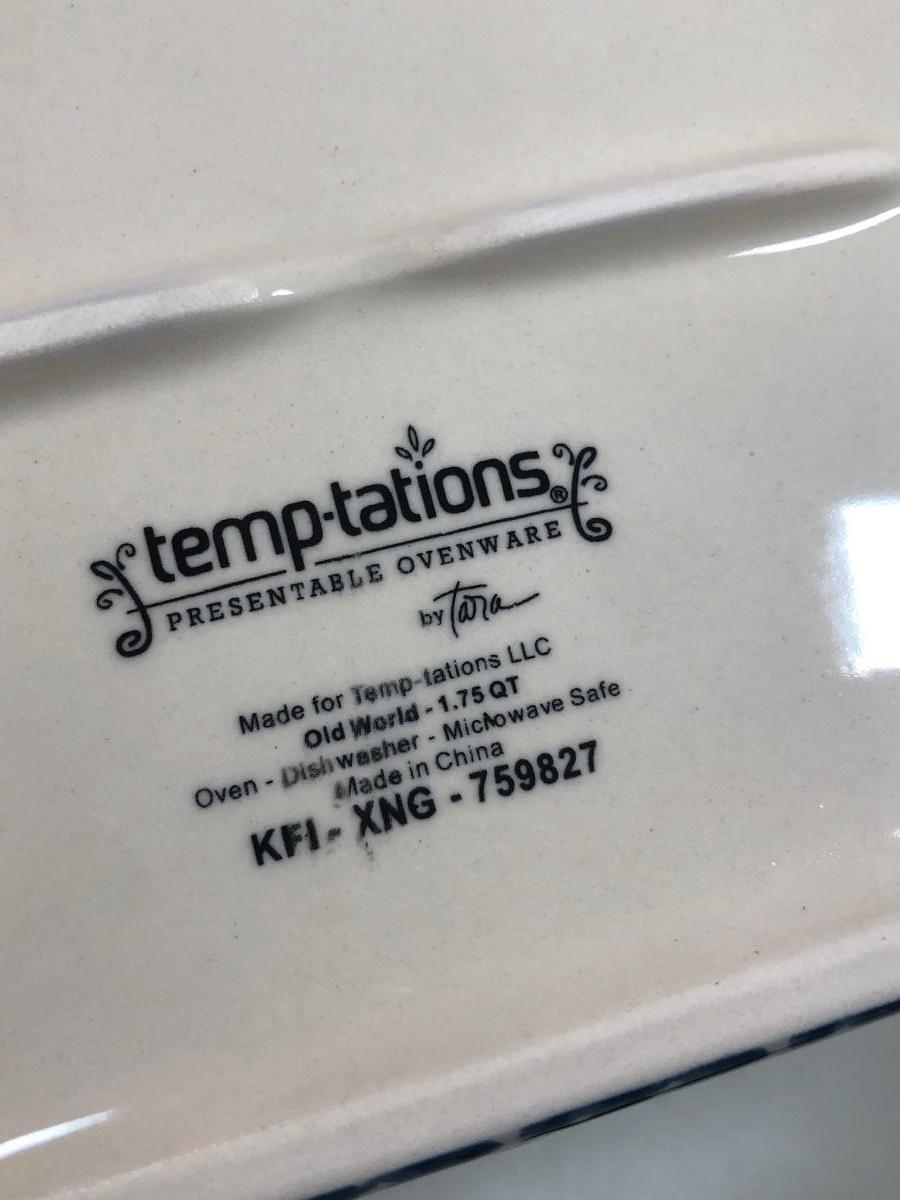 temp-tations®
PRESENTABLE OVENWARE
by Tara
Made for Temp-tations LLC
Old World - 1.75 QT
Oven - Dishwasher - Microwave Safe
Made in China
KFI - XNG - 759827